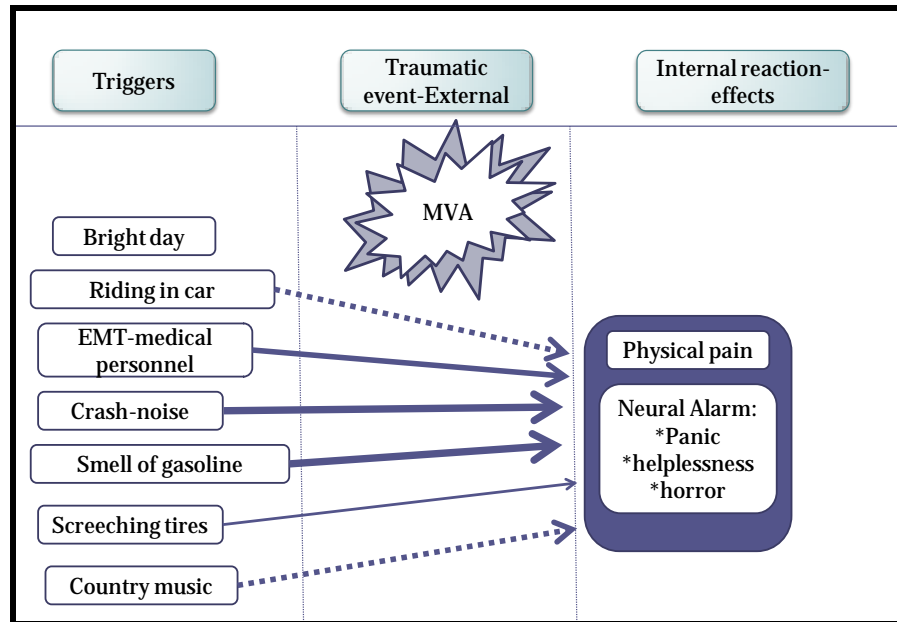 Triggers
Traumatic
event-External
Internal reaction-
effects
MVA
Bright day
Riding in car
EMT-medical
personnel
Crash-noise
Smell of gasoline
Screeching tires
Country music
Physical pain
Neural Alarm:
*Panic
*helplessness
*horror